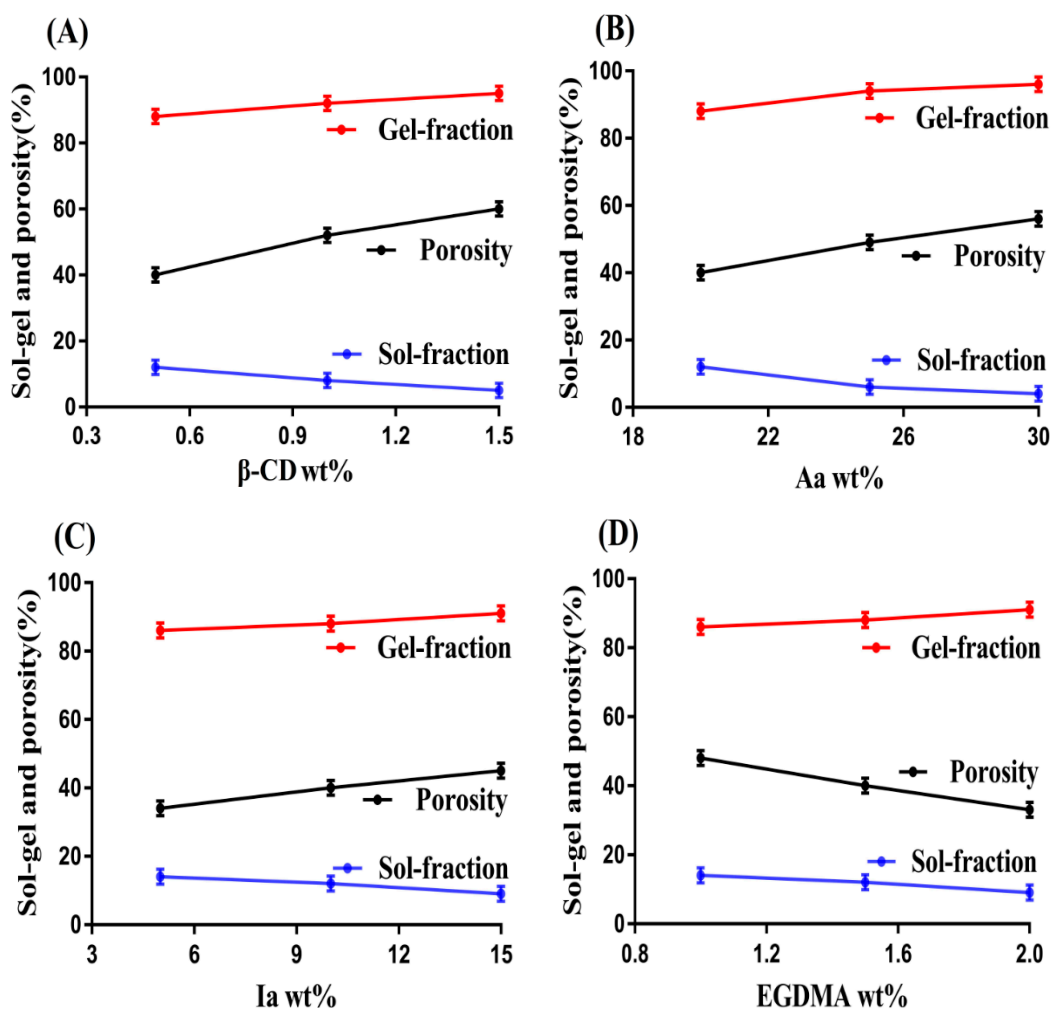 (A)
Sol-gel and porosity(%)
100
80
60
40
20
0
Gel-fraction
Porosity
Sol-fraction
0.3 0.6 0.9 1.2 1.5
β-CD wt%
(B)
Sol-gel and porosity(%)
100
80
60
40
20
0
Gel-fraction
Porosity
Sol-fraction
18 22 26 30
Aa wt%
(C)
Sol-gel and porosity(%)
100
80
60
40
20
0
Gel-fraction
Porosity
Sol-fraction
3 6 9 12 15
Ia wt%
(D)
Sol-gel and porosity(%)
100
80
60
40
20
0
Gel-fraction
Porosity
Sol-fraction
0.8 1.2 1.6 2.0
EGDMA wt%